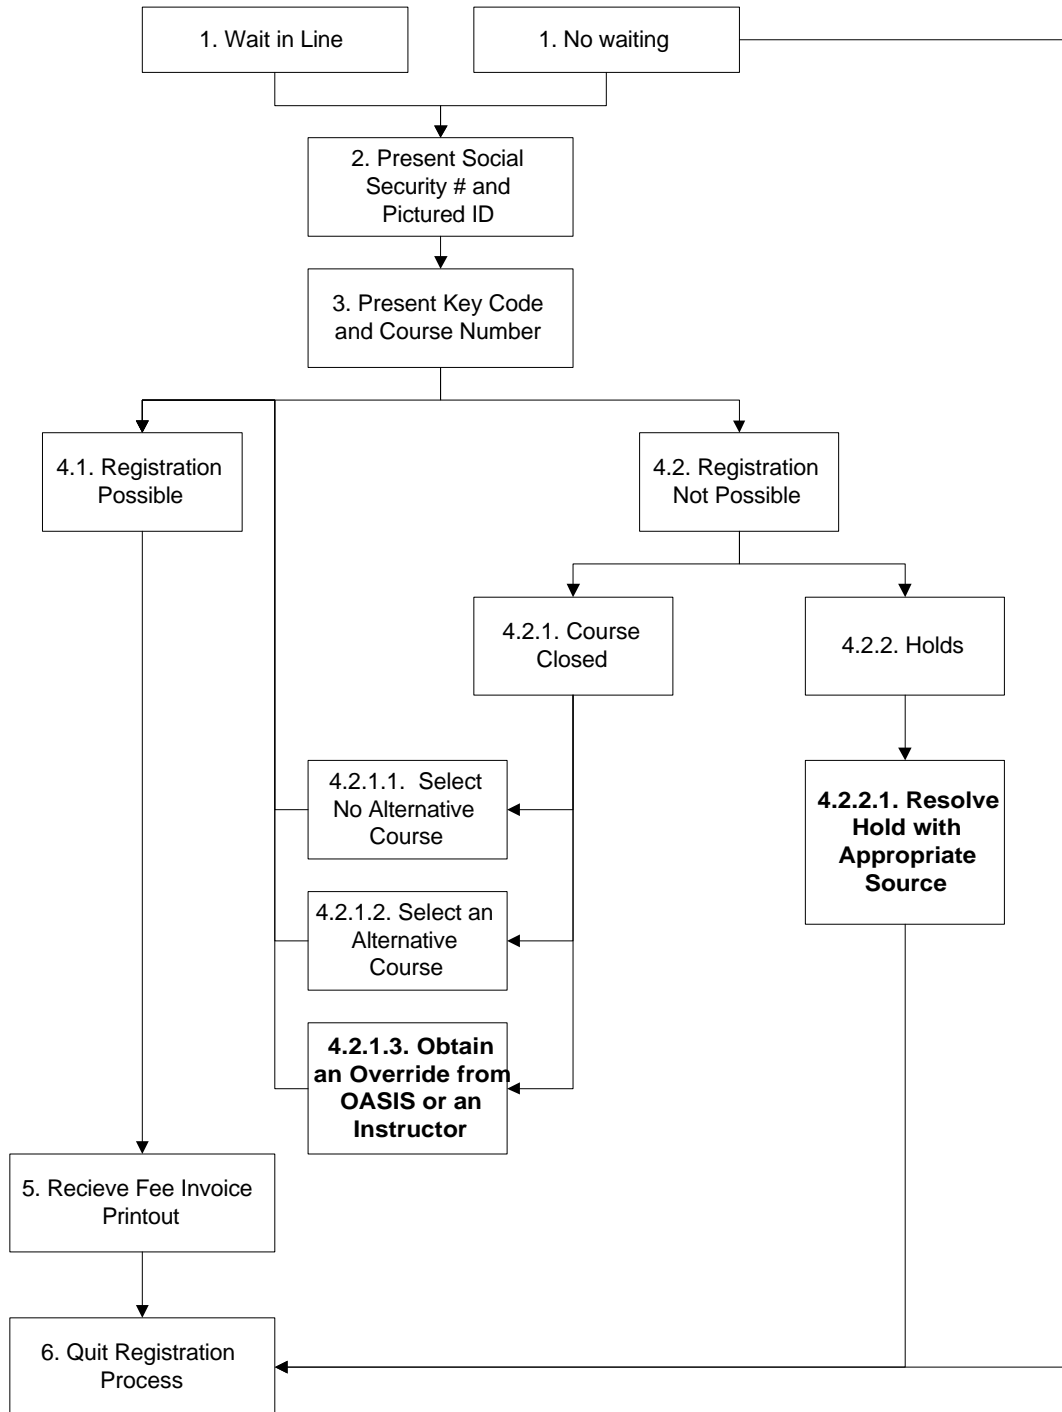 1. Wait in Line
1. No waiting
2. Present Social
Security # and
Pictured ID
3. Present Key Code
and Course Number
4.1. Registration
Possible
4.2. Registration
Not Possible
4.2.1. Course
Closed
4.2.2. Holds
4.2.1.1. Select
No Alternative
Course
4.2.2.1. Resolve
Hold with
Appropriate
Source
4.2.1.2. Select an
Alternative
Course
4.2.1.3. Obtain
an Override from
OASIS or an
Instructor
5. Recieve Fee Invoice
Printout
6. Quit Registration
Process